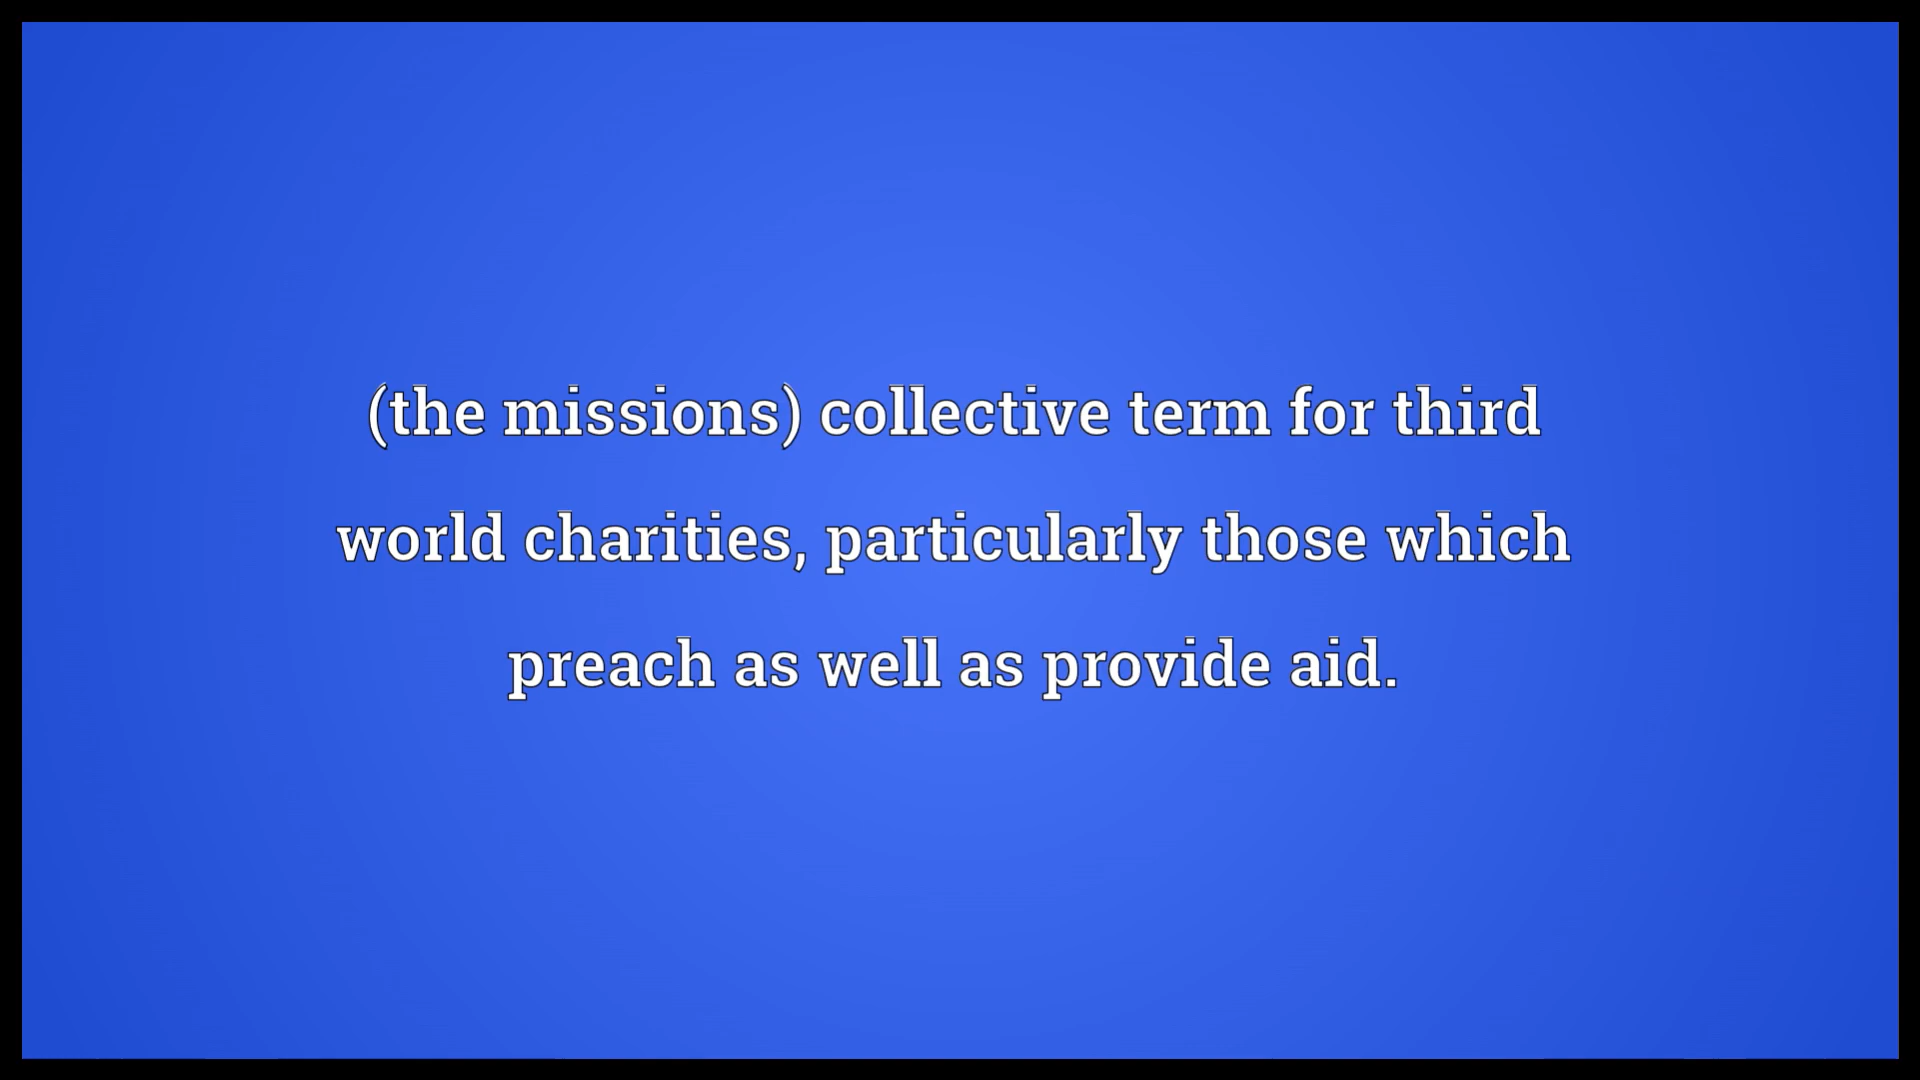 (the missions) collective term for third
world charities, particularly those which
preach as well as provide aid.